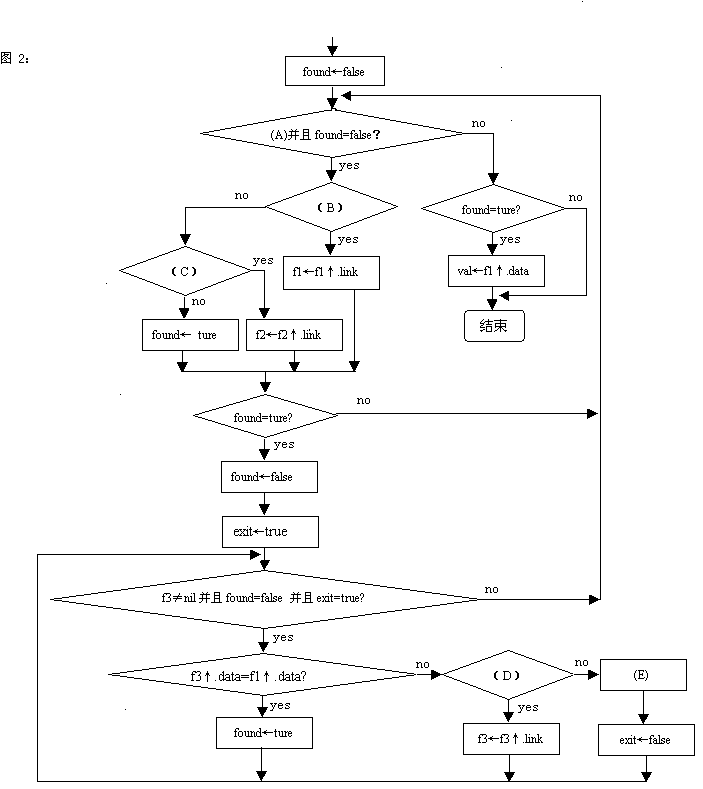 图 2:
found←false
(A)并且 found=false?
no
yes
no
(B)
found=ture?
no
yes
yes
(C)
yes
f1←f1↑.link
val←f1↑.data
no
found← ture
f2←f2↑.link
结束
found=ture?
no
yes
found←false
exit←true
f3≠nil 并且 found=false 并且 exit=true?
no
yes
f3↑.data=f1↑.data?
no
(D)
no
(E)
yes
yes
found←ture
f3←f3↑.link
exit←false